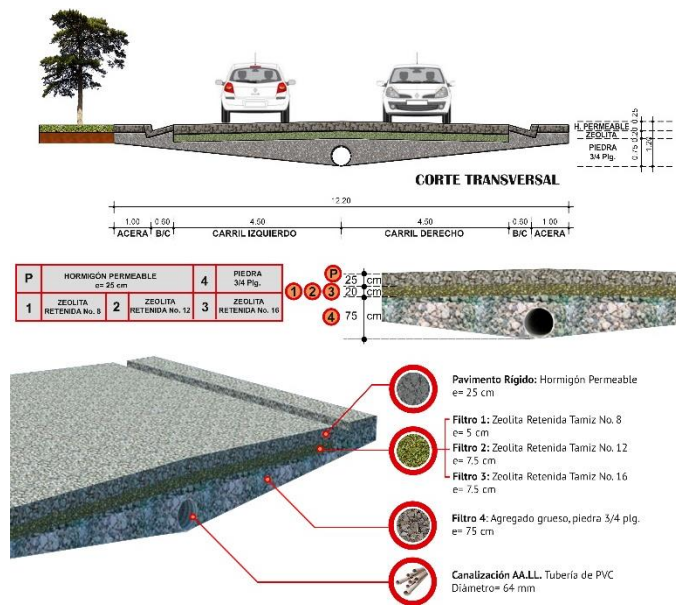 0.25
H. PERMEABLE
0.20
ZEOLITA
PIEDRA
3/4 Plg.
0.75
1.20
CORTE TRANSVERSAL
12.20
1.00
0.60
4.50
4.50
0.60
1.00
ACERA
B/C
CARRIL IZQUIERDO
CARRIL DERECHO
B/C
ACERA
P
HORMIGÓN PERMEABLE
e= 25 cm
4
PIEDRA
3/4 Plg.
1
ZEOLITA
RETENIDA No. 8
2
ZEOLITA
RETENIDA No. 12
3
ZEOLITA
RETENIDA No. 16
P
25 cm
1 2 3
20 cm
4
75 cm
Pavimento Rígido: Hormigón Permeable
e= 25 cm
Filtro 1: Zeolita Retenida Tamiz No. 8
e= 5 cm
Filtro 2: Zeolita Retenida Tamiz No. 12
e= 7.5 cm
Filtro 3: Zeolita Retenida Tamiz No. 16
e= 7.5 cm
Filtro 4: Agregado grueso, piedra 3/4 plg.
e= 75 cm
Canalización AA.LL. Tubería de PVC
Diámetro= 64 mm